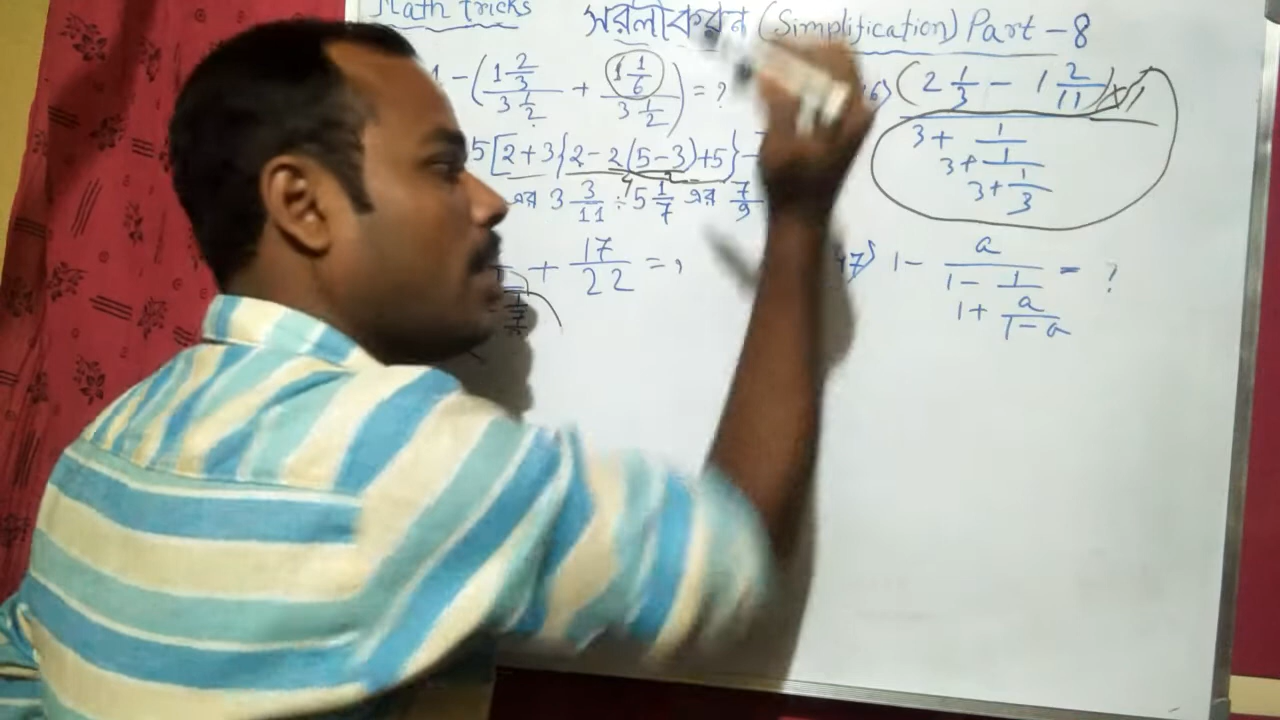 Math Tricks
সরলীকরণ (Simplification) Part - 8
1 - (1 2/3 / 3 1/2 + 1 1/6 / 3 1/2) = ?
5[2+3{2-2(5-3)+5}-
এর 3 3/11 ÷ 5 1/7 এর 7/9
+ 17/22 = ?
(2 1/3 - 1 2/11)
3 + 1
3 + 1
3 + 1/3
47) 1 - a = ?
1 - 1
1 + a
1-a